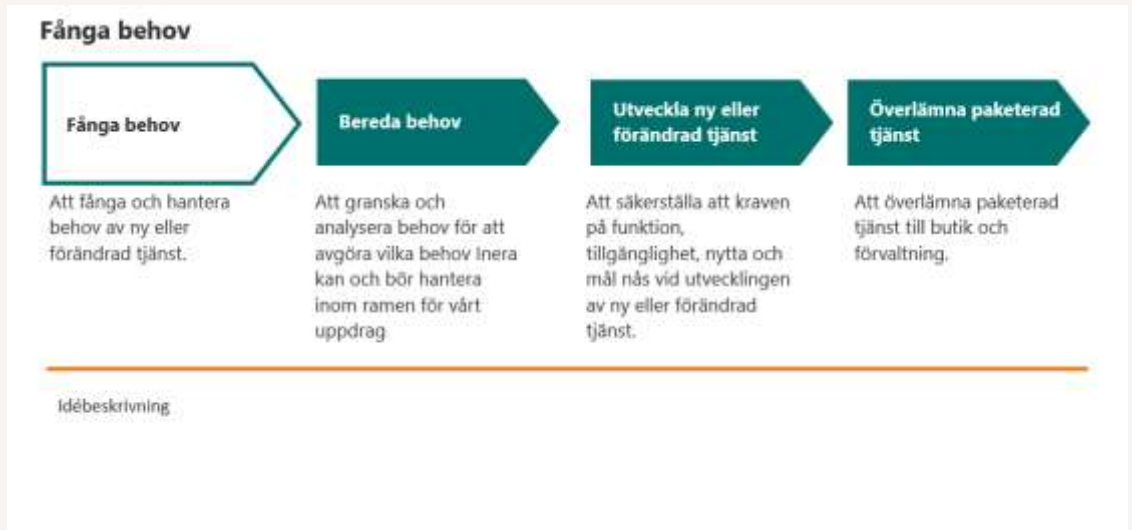 Fånga behov
Fånga behov
Att fånga och hantera
behov av ny eller
förändrad tjänst.
Bereda behov
Att granska och
analysera behov för att
avgöra vilka behov Inera
kan och bör hantera
inom ramen för vårt
uppdrag
Utveckla ny eller
förändrad tjänst
Att säkerställa att kraven
på funktion,
tillgänglighet, nytta och
mål nås vid utvecklingen
av ny eller förändrad
tjänst.
Överlämna paketerad
tjänst
Att överlämna paketerad
tjänst till butik och
förvaltning.
Idébeskrivning